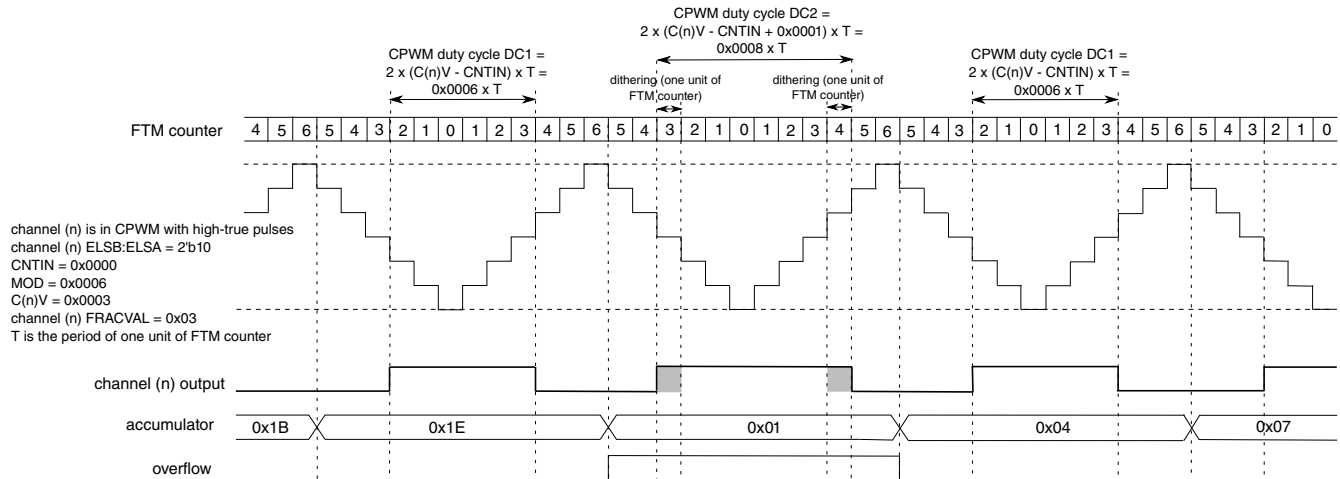 CPWM duty cycle DC1 =
2 x (C(n)V - CNTIN) x T =
0x0006 x T
CPWM duty cycle DC2 =
2 x (C(n)V - CNTIN + 0x0001) x T =
0x0008 x T
dithering (one unit of
FTM counter)
dithering (one unit of
FTM counter)
CPWM duty cycle DC1 =
2 x (C(n)V - CNTIN) x T =
0x0006 x T
FTM counter 4 5 6 5 4 3 2 1 0 1 2 3 4 5 6 5 4 3 2 1 0 1 2 3 4 5 6 5 4 3 2 1 0 1 2 3 4 5 6 5 4 3 2 1 0
channel (n) is in CPWM with high-true pulses
channel (n) ELSB:ELSA = 2'b10
CNTIN = 0x0000
MOD = 0x0006
C(n)V = 0x0003
channel (n) FRACVAL = 0x03
T is the period of one unit of FTM counter
channel (n) output
accumulator 0x1B 0x1E 0x01 0x04 0x07
overflow